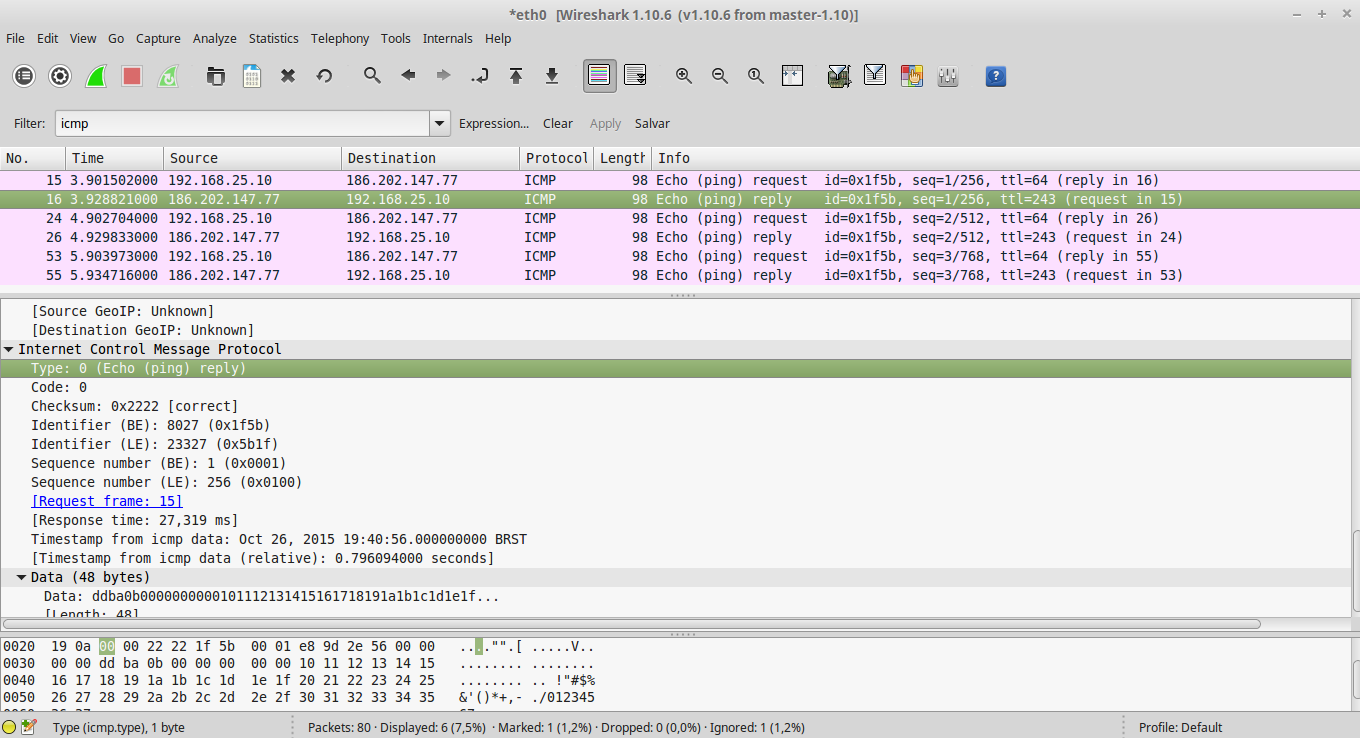 *eth0 [Wireshark 1.10.6 (v1.10.6 from master-1.10)]
File Edit View Go Capture Analyze Statistics Telephony Tools Internals Help
Filter: icmp Expression... Clear Apply Salvar
No. Time Source Destination Protocol Length Info
15 3.901502000 192.168.25.10 186.202.147.77 ICMP 98 Echo (ping) request id=0x1f5b, seq=1/256, ttl=64 (reply in 16)
16 3.928821000 186.202.147.77 192.168.25.10 ICMP 98 Echo (ping) reply id=0x1f5b, seq=1/256, ttl=243 (request in 15)
24 4.902704000 192.168.25.10 186.202.147.77 ICMP 98 Echo (ping) request id=0x1f5b, seq=2/512, ttl=64 (reply in 26)
26 4.929833000 186.202.147.77 192.168.25.10 ICMP 98 Echo (ping) reply id=0x1f5b, seq=2/512, ttl=243 (request in 24)
53 5.903973000 192.168.25.10 186.202.147.77 ICMP 98 Echo (ping) request id=0x1f5b, seq=3/768, ttl=64 (reply in 55)
55 5.934716000 186.202.147.77 192.168.25.10 ICMP 98 Echo (ping) reply id=0x1f5b, seq=3/768, ttl=243 (request in 53)
[Source GeoIP: Unknown]
[Destination GeoIP: Unknown]
Internet Control Message Protocol
Type: 0 (Echo (ping) reply)
Code: 0
Checksum: 0x2222 [correct]
Identifier (BE): 8027 (0x1f5b)
Identifier (LE): 23327 (0x5b1f)
Sequence number (BE): 1 (0x0001)
Sequence number (LE): 256 (0x0100)
[Request frame: 15]
[Response time: 27,319 ms]
Timestamp from icmp data: Oct 26, 2015 19:40:56.000000000 BRST
[Timestamp from icmp data (relative): 0.796094000 seconds]
Data (48 bytes)
Data: ddba0b0000000000101112131415161718191a1b1c1d1e1f...
[Length: 48]
0020 19 0a 00 00 22 22 1f 5b 00 01 e8 9d 2e 56 00 00 ...."".[ .....V..
0030 00 00 dd ba 0b 00 00 00 00 00 10 11 12 13 14 15 ........ ........
0040 16 17 18 19 1a 1b 1c 1d 1e 1f 20 21 22 23 24 25 ........ .. !"#$%
0050 26 27 28 29 2a 2b 2c 2d 2e 2f 30 31 32 33 34 35 &'()*+,- ./012345
Type (icmp.type), 1 byte Packets: 80 · Displayed: 6 (7,5%) · Marked: 1 (1,2%) · Dropped: 0 (0,0%) · Ignored: 1 (1,2%) Profile: Default